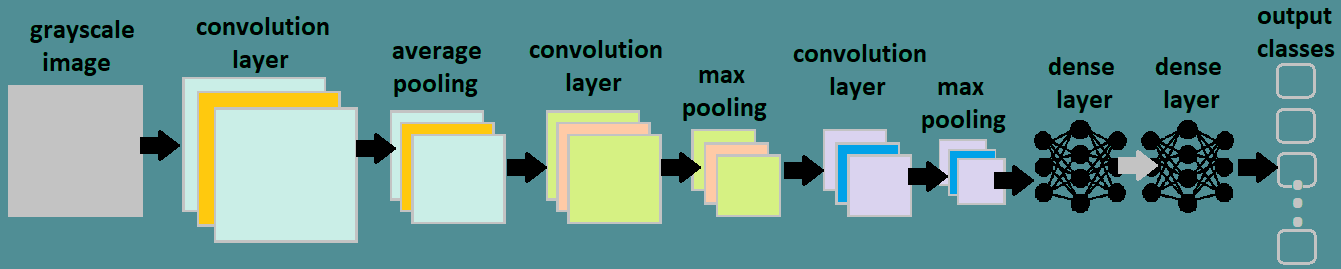 grayscale
image
convolution
layer
average
pooling
convolution
layer
max
pooling
convolution
layer
max
pooling
dense
layer
dense
layer
output
classes